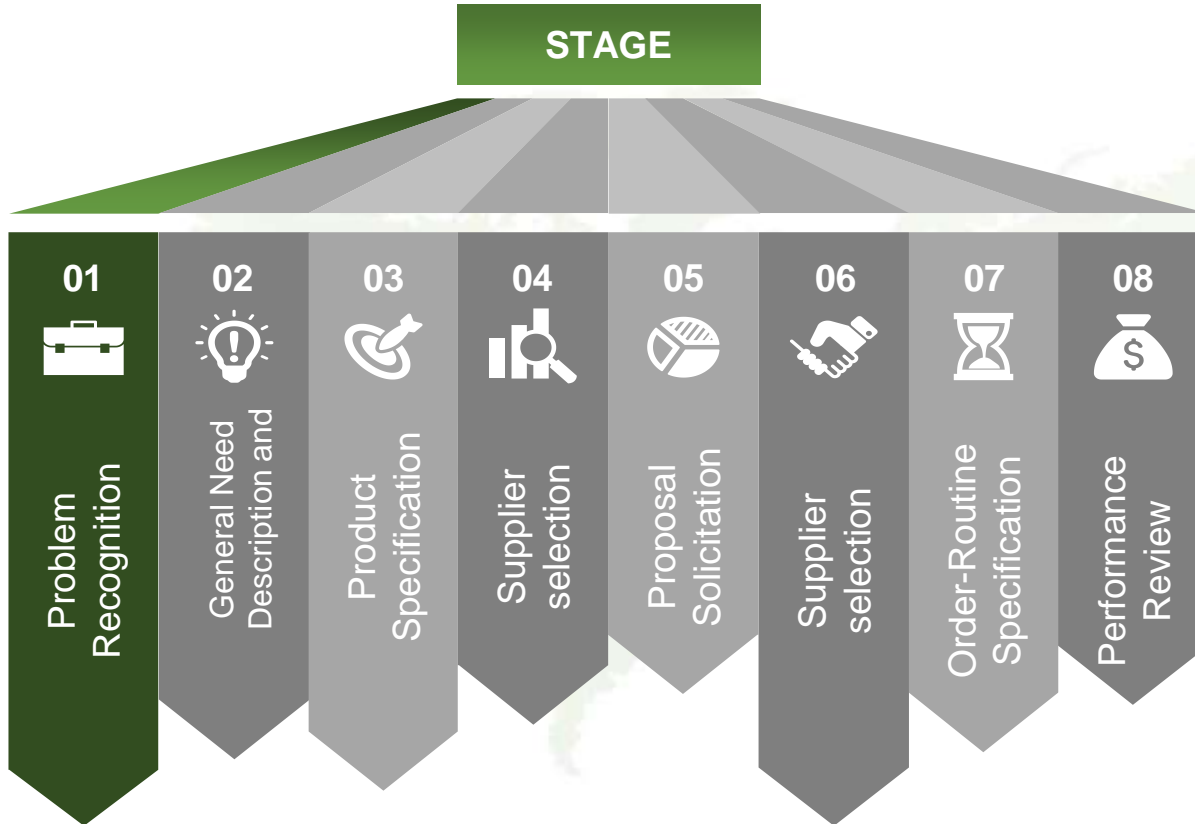 STAGE
01
Problem
Recognition
02
General Need
Description and
03
Product
Specification
04
Supplier
selection
05
Proposal
Solicitation
06
Supplier
selection
07
Order-Routine
Specification
08
Performance
Review
$